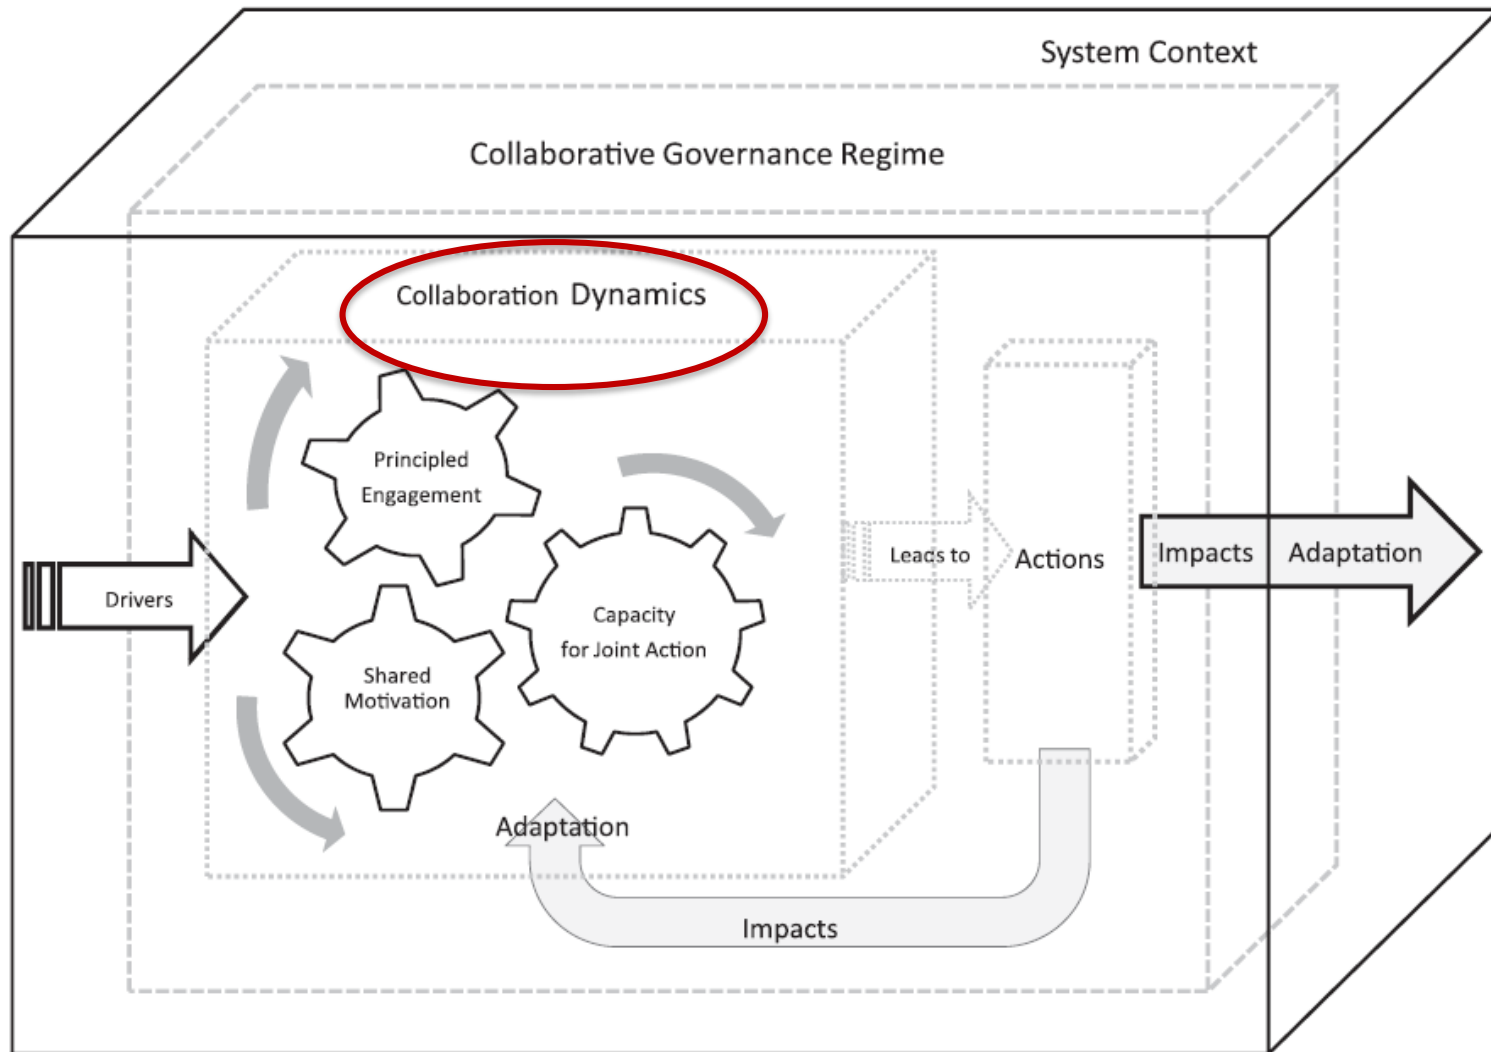 System Context
Collaborative Governance Regime
Collaboration Dynamics
Principled
Engagement
Drivers
Capacity
for Joint Action
Shared
Motivation
Leads to
Actions
Impacts
Adaptation
Adaptation
Impacts